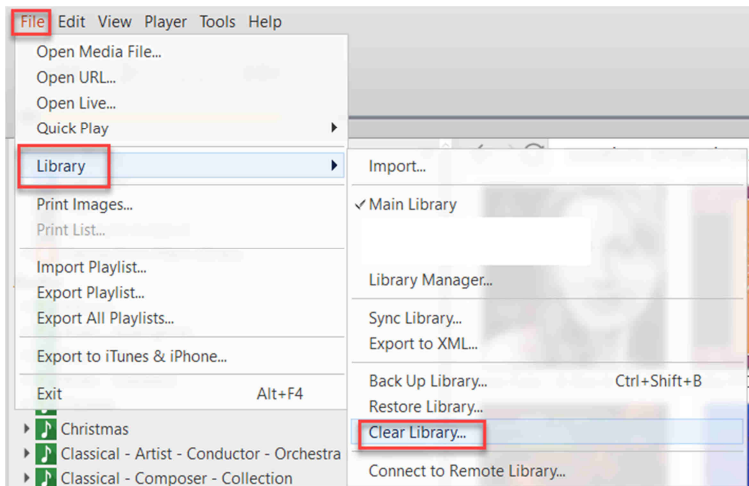 File Edit View Player Tools Help
Open Media File...
Open URL...
Open Live...
Quick Play
Library
Print Images...
Print List...
Import Playlist...
Export Playlist...
Export All Playlists...
Export to iTunes & iPhone...
Exit Alt+F4
Christmas
Classical - Artist - Conductor - Orchestra
Classical - Composer - Collection
Import...
Main Library
Library Manager...
Sync Library...
Export to XML...
Back Up Library... Ctrl+Shift+B
Restore Library...
Clear Library...
Connect to Remote Library...